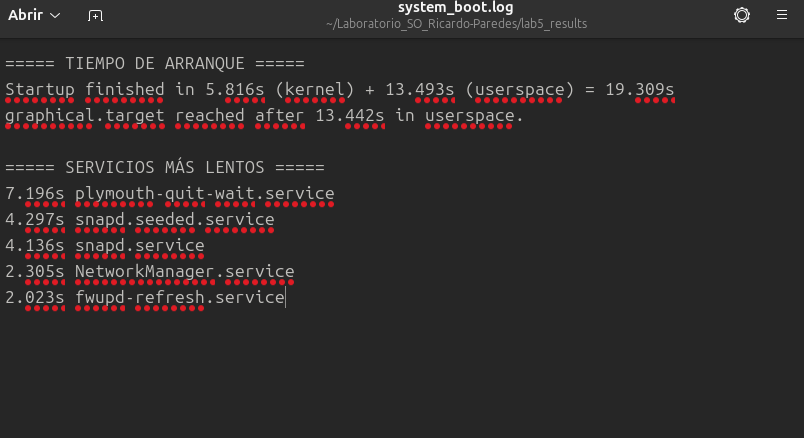 Abrir
system_boot.log
~/Laboratorio_SO_Ricardo-Paredes/lab5_results
===== TIEMPO DE ARRANQUE =====
Startup finished in 5.816s (kernel) + 13.493s (userspace) = 19.309s
graphical.target reached after 13.442s in userspace.
===== SERVICIOS MÁS LENTOS =====
7.196s plymouth-quit-wait.service
4.297s snapd.seeded.service
4.136s snapd.service
2.305s NetworkManager.service
2.023s fwupd-refresh.service